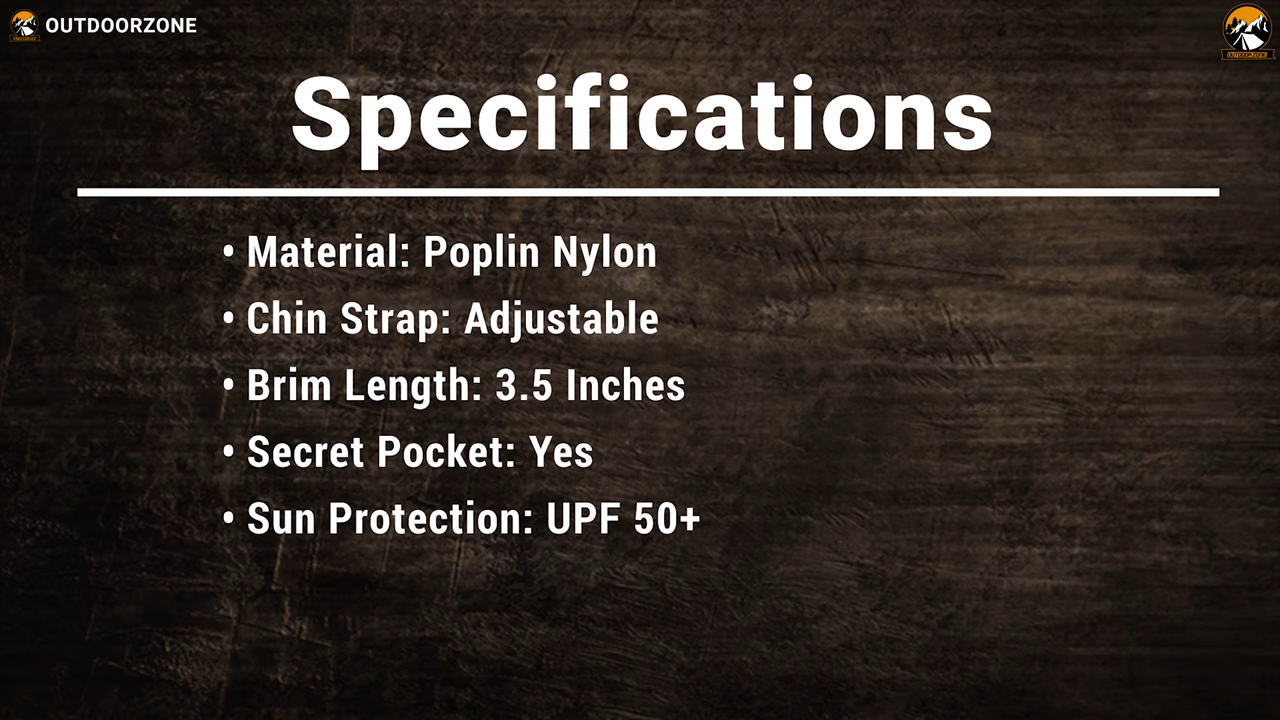 OUTDOORZONE
OUTDOORZONE
Specifications
• Material: Poplin Nylon
• Chin Strap: Adjustable
• Brim Length: 3.5 Inches
• Secret Pocket: Yes
• Sun Protection: UPF 50+